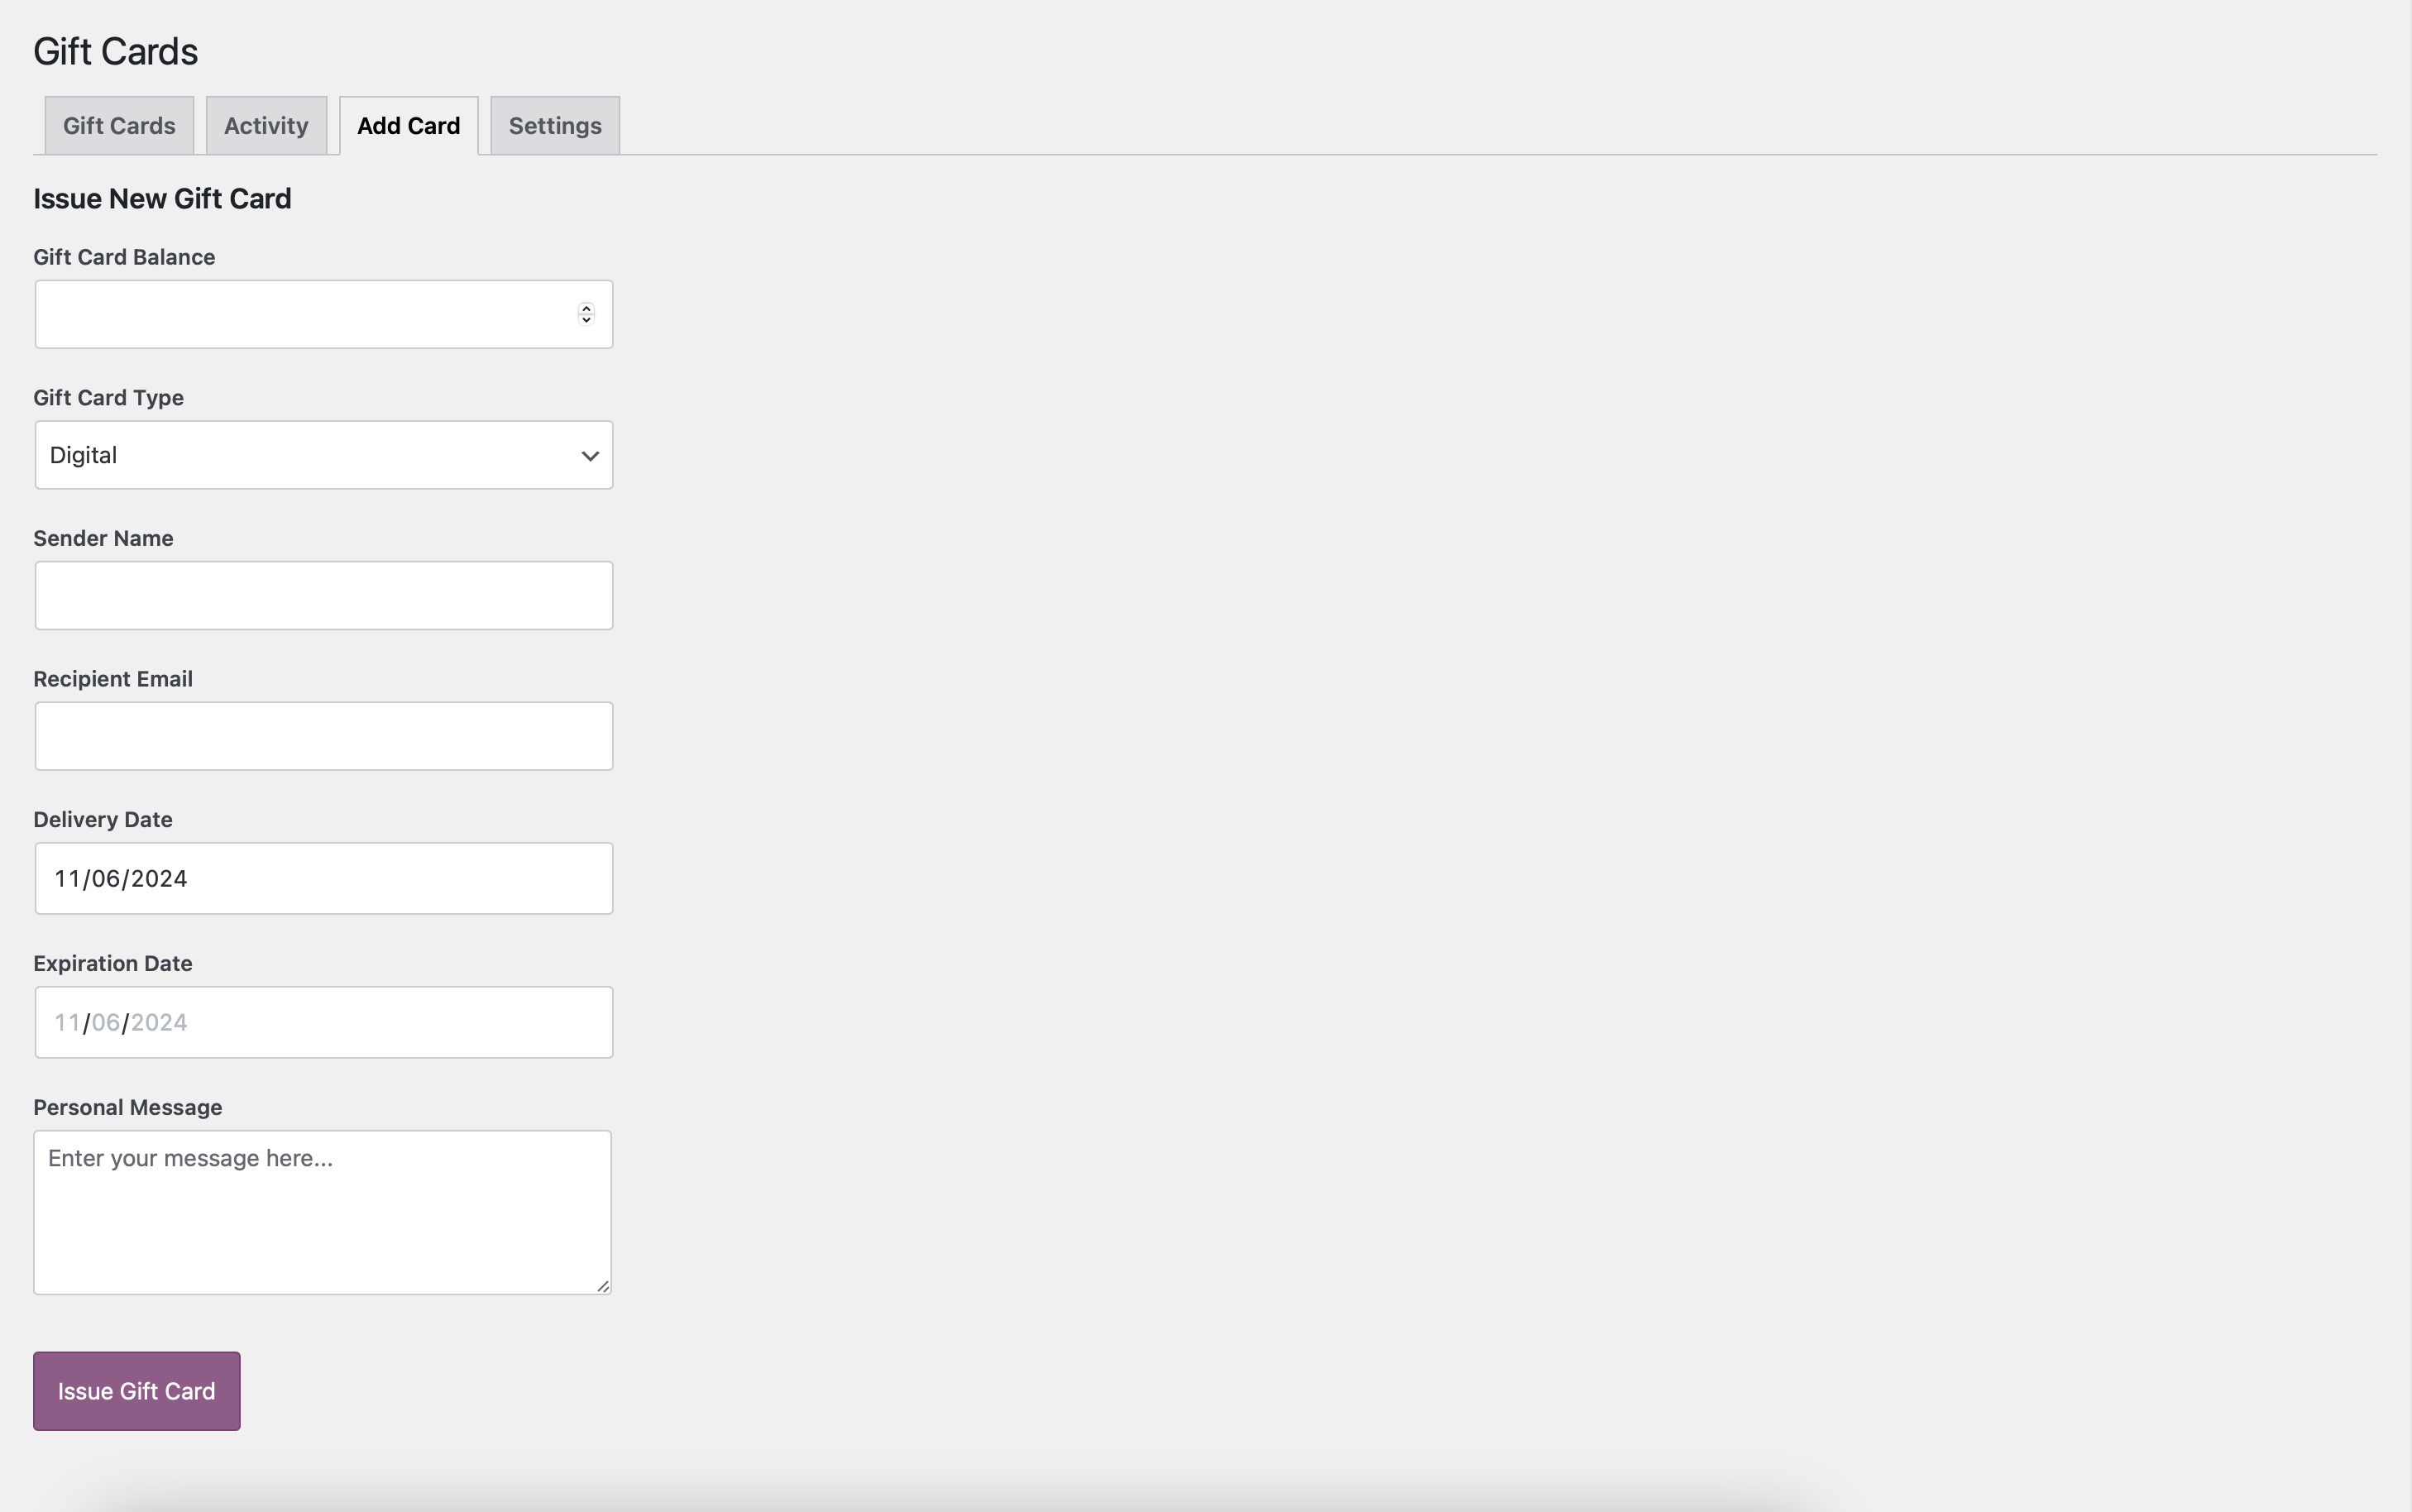 Gift Cards
Gift Cards
Activity
Add Card
Settings
Issue New Gift Card
Gift Card Balance
Gift Card Type
Digital
Sender Name
Recipient Email
Delivery Date
11/06/2024
Expiration Date
11/06/2024
Personal Message
Enter your message here...
Issue Gift Card